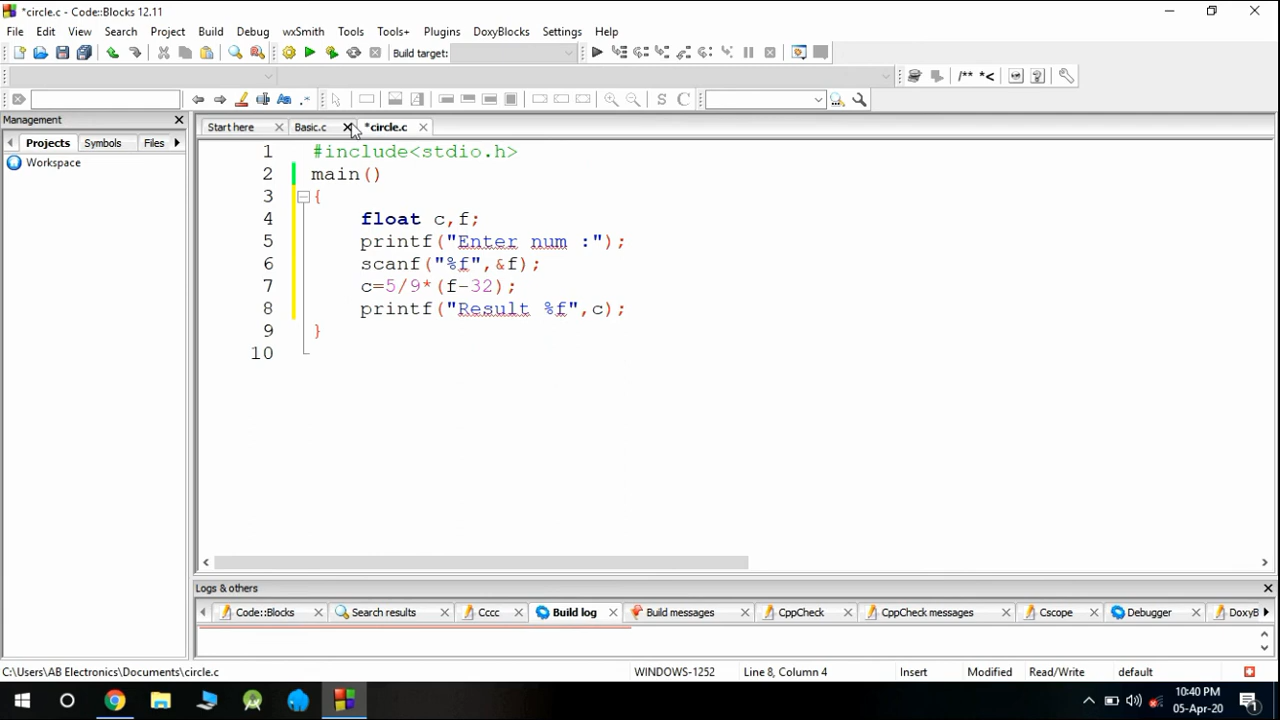 *circle.c - Code::Blocks 12.11
File Edit View Search Project Build Debug wxSmith Tools Tools+ Plugins DoxyBlocks Settings Help
Build target:
/** *<
Aa .* S C
Management
Start here Basic.c *circle.c
Projects Symbols Files
Workspace
1 #include<stdio.h>
2 main()
3 {
4 float c,f;
5 printf("Enter num :");
6 scanf("%f",&f);
7 c=5/9*(f-32);
8 printf("Result %f",c);
9 }
10
Logs & others
Code::Blocks Search results Cccc Build log Build messages CppCheck CppCheck messages Cscope Debugger DoxyB
C:\Users\AB Electronics\Documents\circle.c WINDOWS-1252 Line 8, Column 4 Insert Modified Read/Write default
10:40 PM
05-Apr-20
1